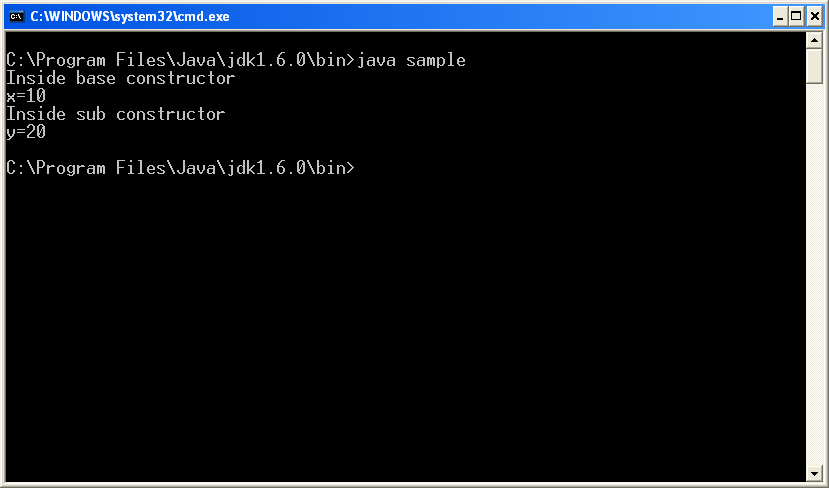 C:\WINDOWS\system32\cmd.exe
C:\Program Files\Java\jdk1.6.0\bin>java sample
Inside base constructor
x=10
Inside sub constructor
y=20
C:\Program Files\Java\jdk1.6.0\bin>